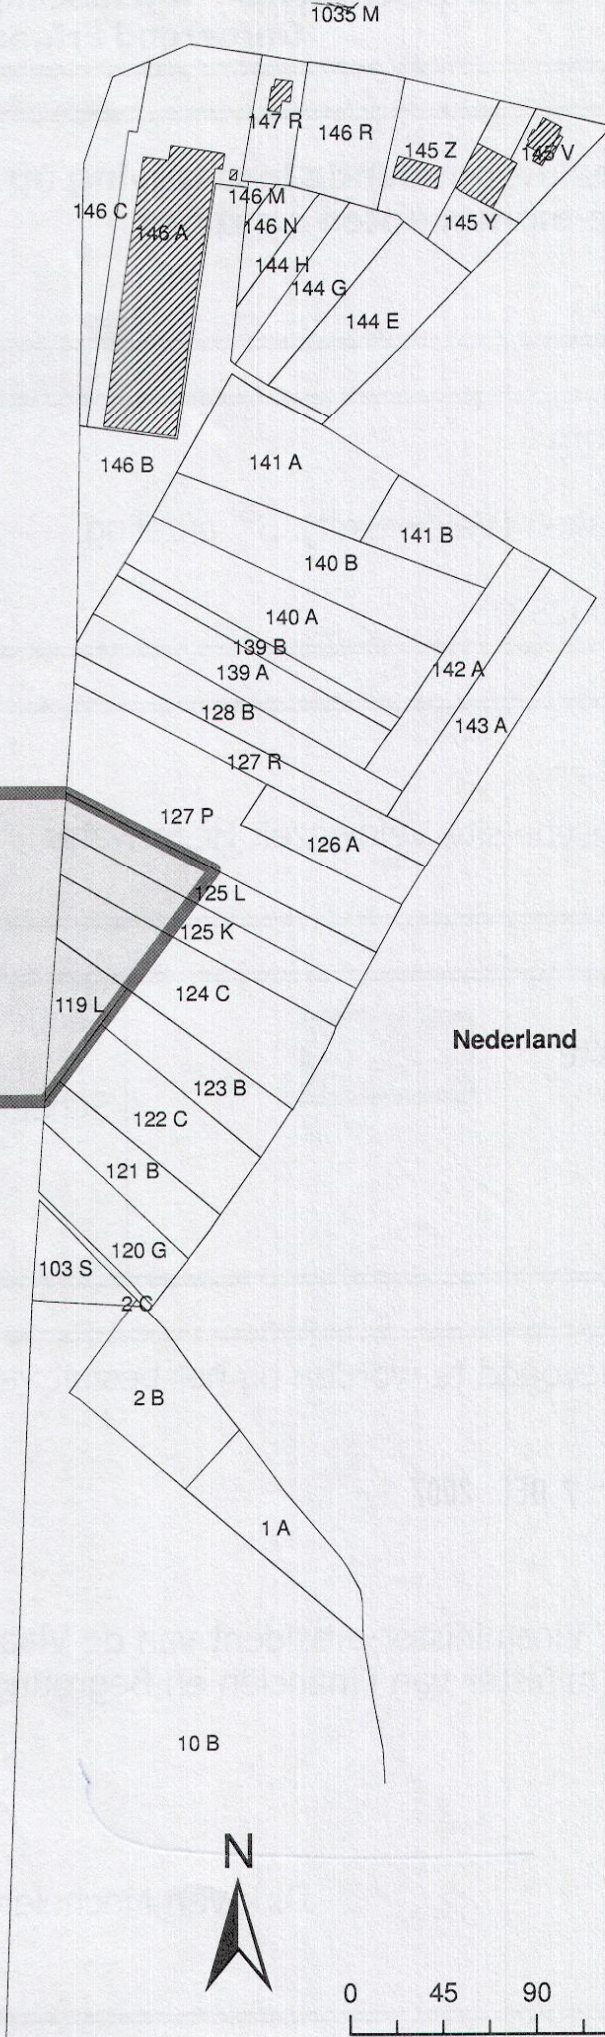 1035 M
147 R
146 R
145 Z
145 V
146 M
146 C
146 A
146 N
145 Y
144 H
144 G
144 E
146 B
141 A
141 B
140 B
140 A
139 B
139 A
142 A
128 B
143 A
127 R
127 P
126 A
125 L
125 K
124 C
119 L
Nederland
123 B
122 C
121 B
120 G
103 S
2 C
2 B
1 A
10 B
N
0 45 90